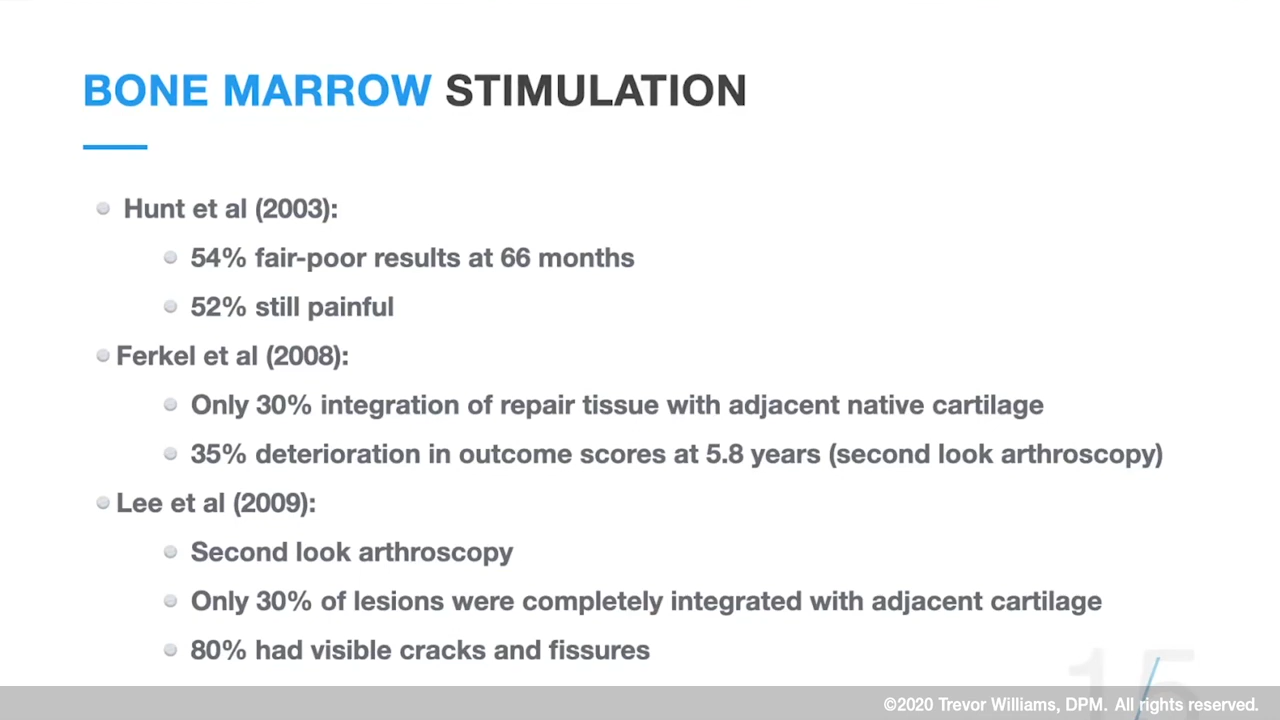 BONE MARROW STIMULATION
Hunt et al (2003):
54% fair-poor results at 66 months
52% still painful
Ferkel et al (2008):
Only 30% integration of repair tissue with adjacent native cartilage
35% deterioration in outcome scores at 5.8 years (second look arthroscopy)
Lee et al (2009):
Second look arthroscopy
Only 30% of lesions were completely integrated with adjacent cartilage
80% had visible cracks and fissures
15
©2020 Trevor Williams, DPM. All rights reserved.